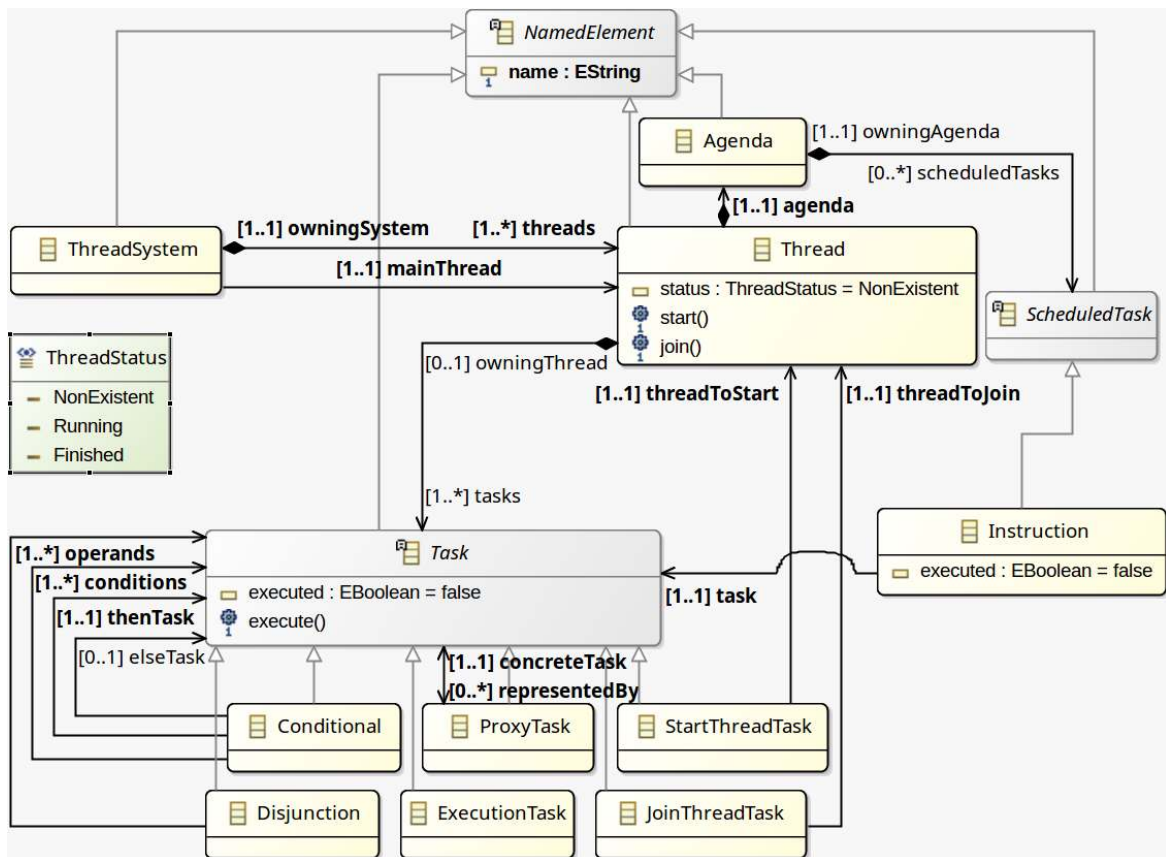 NamedElement
name : EString
1
Agenda
[1..1] owningAgenda
[0..*] scheduledTasks
[1..1] agenda
ThreadSystem
[1..1] owningSystem
[1..*] threads
[1..1] mainThread
Thread
status : ThreadStatus = NonExistent
start()
1
join()
1
ScheduledTask
ThreadStatus
NonExistent
Running
Finished
[0..1] owningThread
[1..1] threadToStart
[1..1] threadToJoin
[1..*] tasks
Instruction
executed : EBoolean = false
[1..*] operands
[1..*] conditions
[1..1] thenTask
[0..1] elseTask
Task
executed : EBoolean = false
execute()
1
[1..1] task
[1..1] concreteTask
[0..*] representedBy
Conditional
ProxyTask
StartThreadTask
Disjunction
ExecutionTask
JoinThreadTask